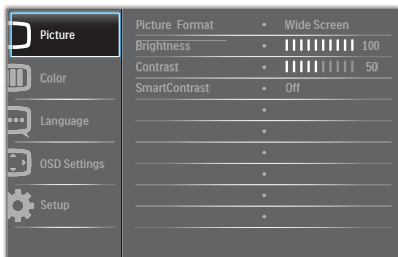 Picture
Color
Language
OSD Settings
Setup
Picture Format • Wide Screen
Brightness • 100
Contrast • 50
SmartContrast • Off
•
•
•
•
•
•